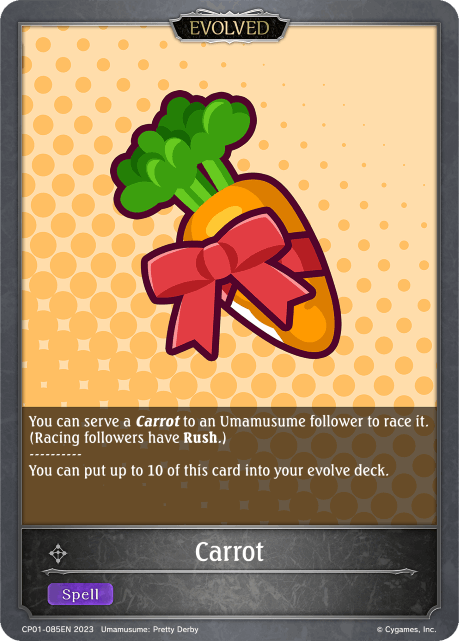 EVOLVED
You can serve a Carrot to an Umamusume follower to race it.
(Racing followers have Rush.)
----------
You can put up to 10 of this card into your evolve deck.
Carrot
Spell
CP01-085EN 2023 Umamusume: Pretty Derby © Cygames, Inc.